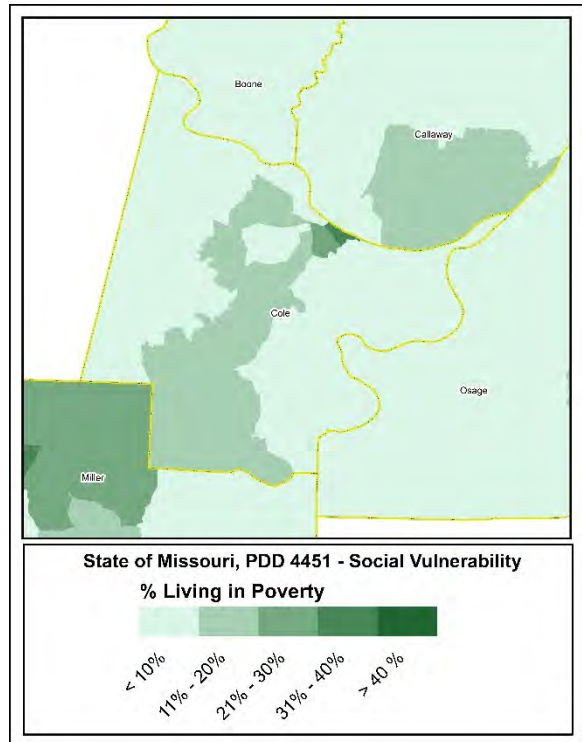 Boone
Callaway
Cole
Osage
Miller
State of Missouri, PDD 4451 - Social Vulnerability
% Living in Poverty
< 10%
11% - 20%
21% - 30%
31% - 40%
> 40 %